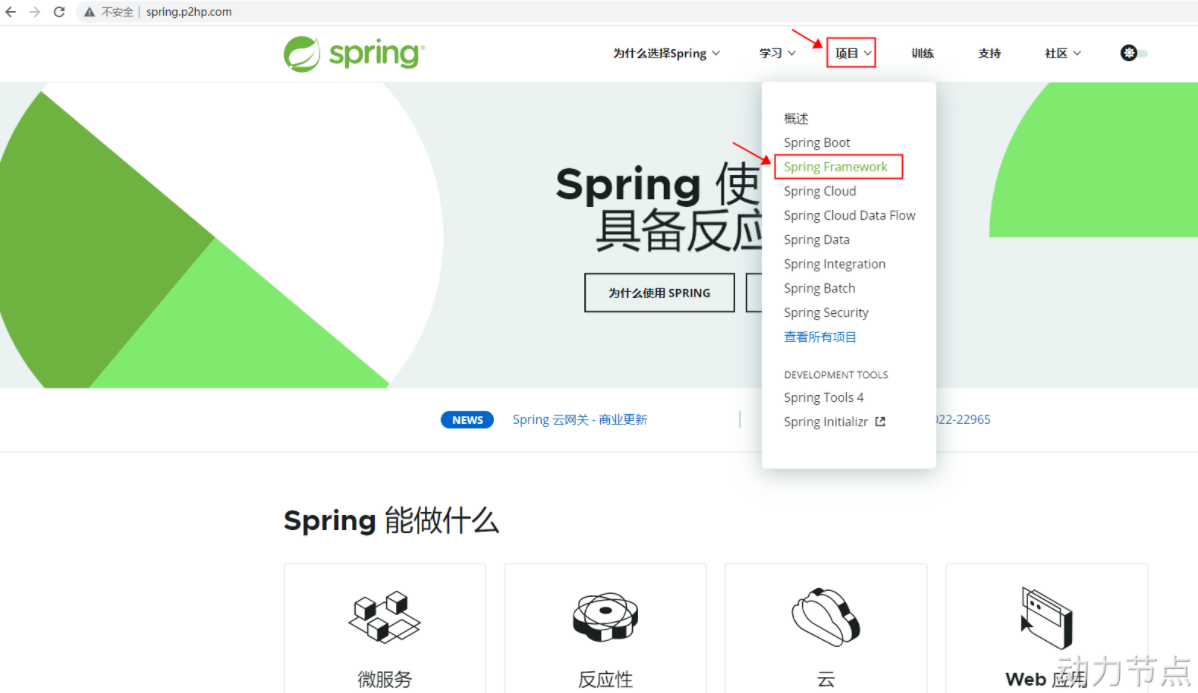 不安全 spring.p2hp.com
spring
为什么选择Spring 学习 项目 训练 支持 社区
概述
Spring Boot
Spring Framework
Spring Cloud
Spring Cloud Data Flow
Spring Data
Spring Integration
Spring Batch
Spring Security
查看所有项目
DEVELOPMENT TOOLS
Spring Tools 4
Spring Initializr
Spring 使
具备反应
为什么使用 SPRING
NEWS Spring 云网关 - 商业更新 022-22965
Spring 能做什么
微服务 反应性 云 Web 应用
动力节点